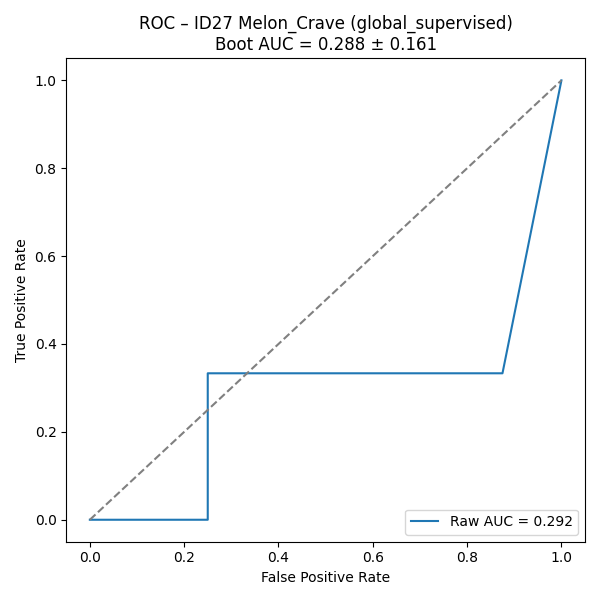 ROC – ID27 Melon_Crave (global_supervised)
Boot AUC = 0.288 ± 0.161
True Positive Rate
1.0
0.8
0.6
0.4
0.2
0.0
Raw AUC = 0.292
0.0 0.2 0.4 0.6 0.8 1.0
False Positive Rate